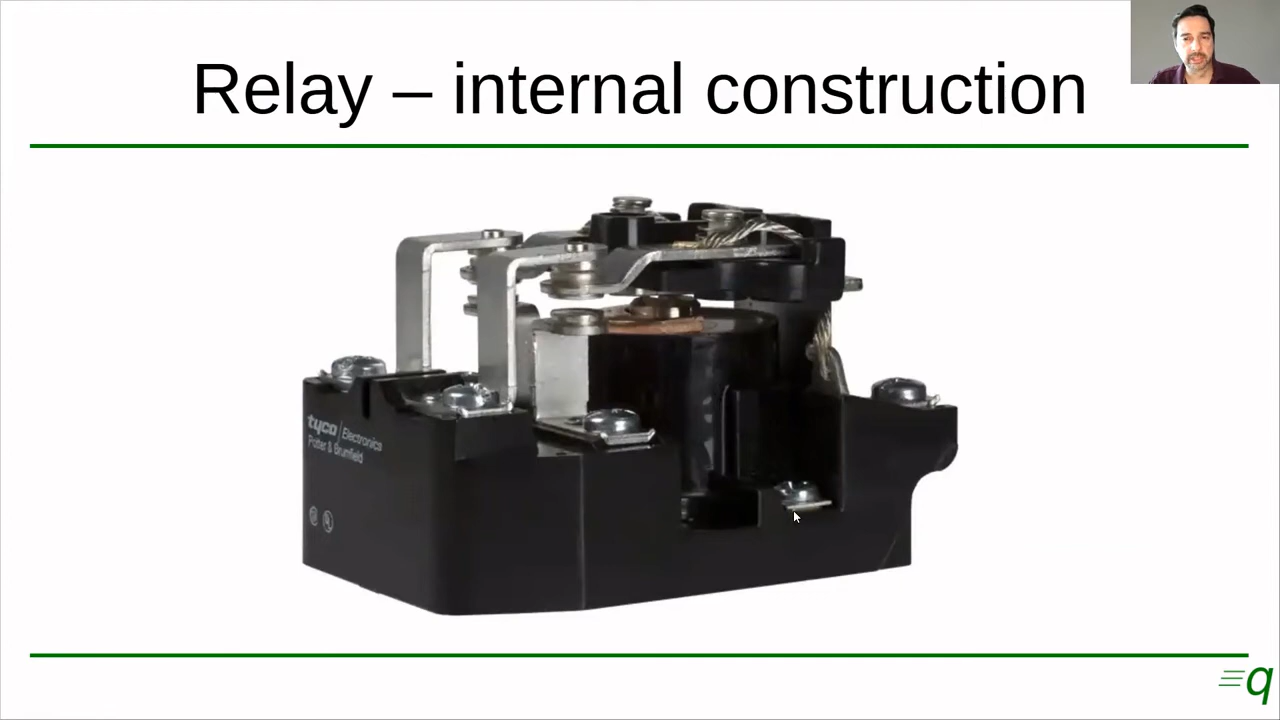 Relay – internal construction
tyco Electronics
Potter & Brumfield
q